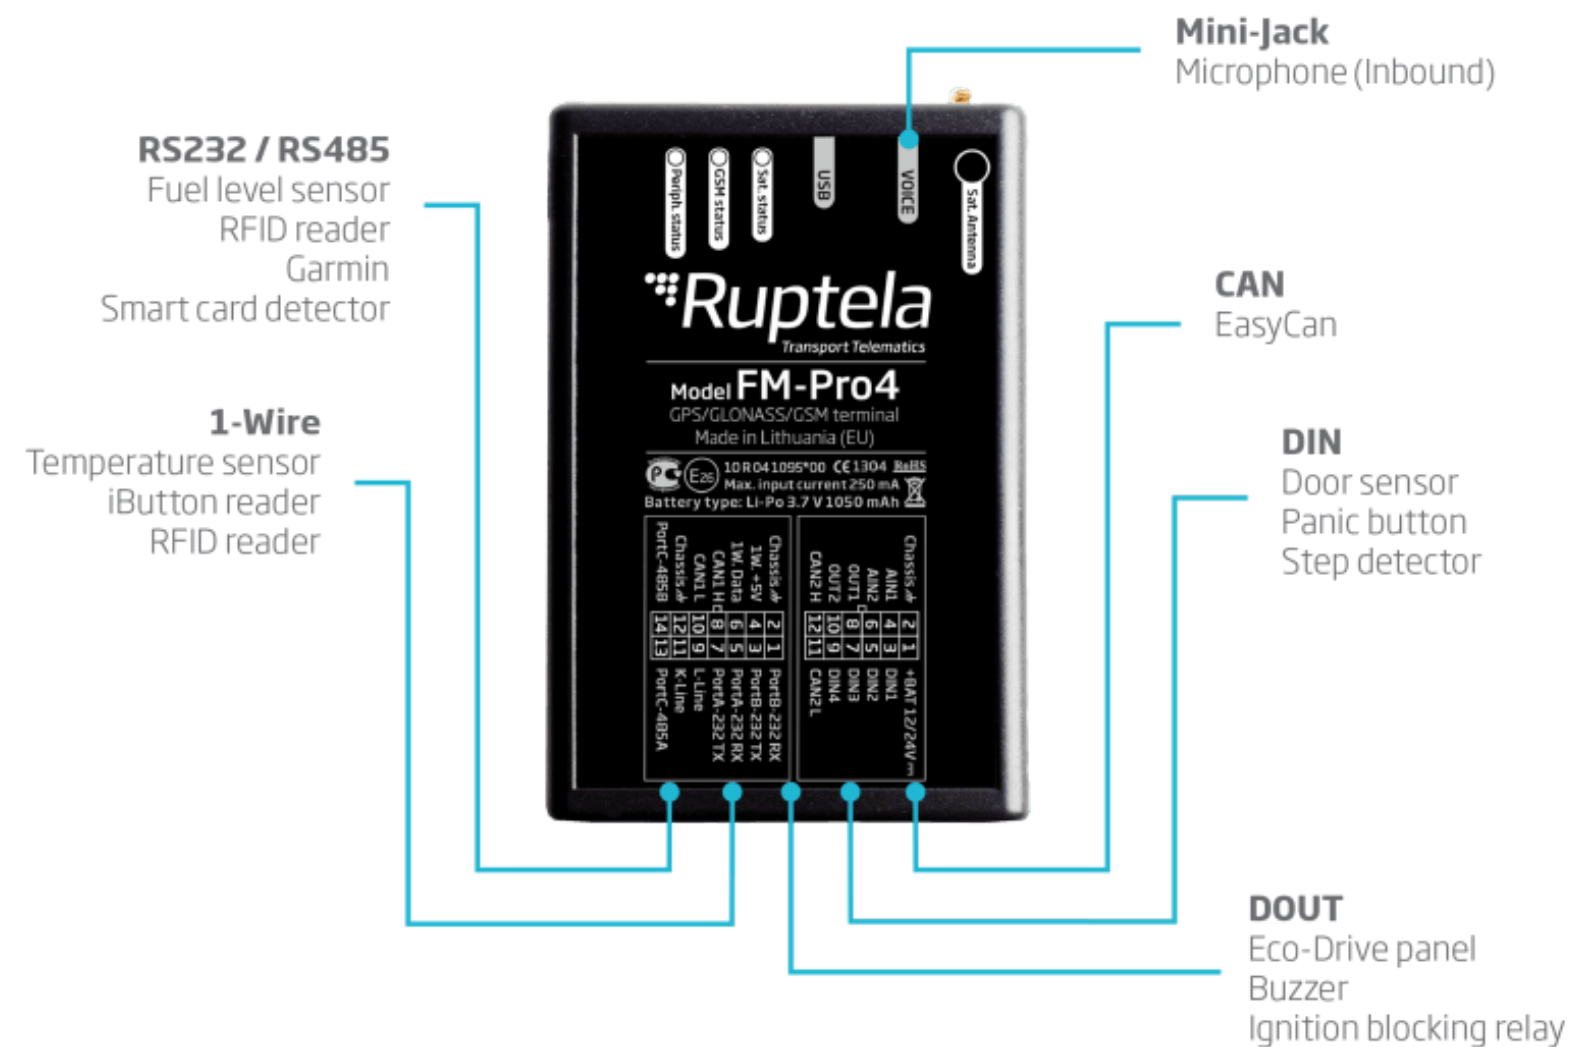 Mini-Jack
Microphone (Inbound)
RS232 / RS485
Fuel level sensor
RFID reader
Garmin
Smart card detector
1-Wire
Temperature sensor
iButton reader
RFID reader
CAN
EasyCan
DIN
Door sensor
Panic button
Step detector
DOUT
Eco-Drive panel
Buzzer
Ignition blocking relay
Periph. status
GSM status
Sat. status
USB
VOICE
Sat. Antenna
Ruptela
Transport Telematics
Model FM-Pro4
GPS/GLONASS/GSM terminal
Made in Lithuania (EU)
E26
10 R 04 1095*00 CE 1304 RoHS
Max. input current 250 mA
Battery type: Li-Po 3.7 V 1050 mAh
PortC-485B
Chassis
CAN1 L
CAN1 H
1W. Data
1W. +5V
Chassis
14 12 10 8 6 4 2
13 11 9 7 5 3 1
PortC-485A
K-Line
L-Line
PortA-232 TX
PortA-232 RX
PortB-232 TX
PortB-232 RX
CAN2 H
OUT2
OUT1
AIN2
AIN1
Chassis
12 10 8 6 4 2
11 9 7 5 3 1
CAN2 L
DIN4
DIN3
DIN2
DIN1
+BAT 12/24V